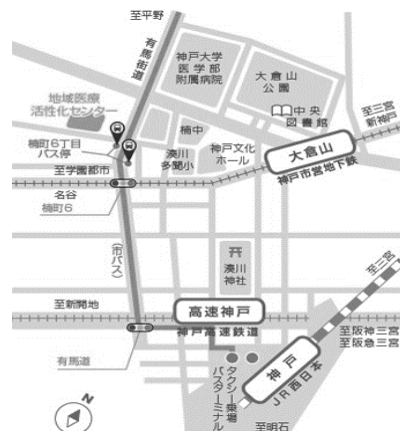 至平野
有馬街道
神戸大学
医学部
附属病院
大倉山
公園
中央
図書館
地域医療
活性化センター
楠町6丁目
バス停
楠中
湊川
多聞小
神戸文化
ホール
大倉山
神戸市営地下鉄
至三宮
新神戸
至学園都市
名谷
楠町6
(市バス)
湊川
神社
至三宮
至新開地
高速神戸
神戸高速鉄道
有馬道
至阪神三宮
至阪急三宮
神戸
JR西日本
タクシー乗場
バスターミナル
至明石
N